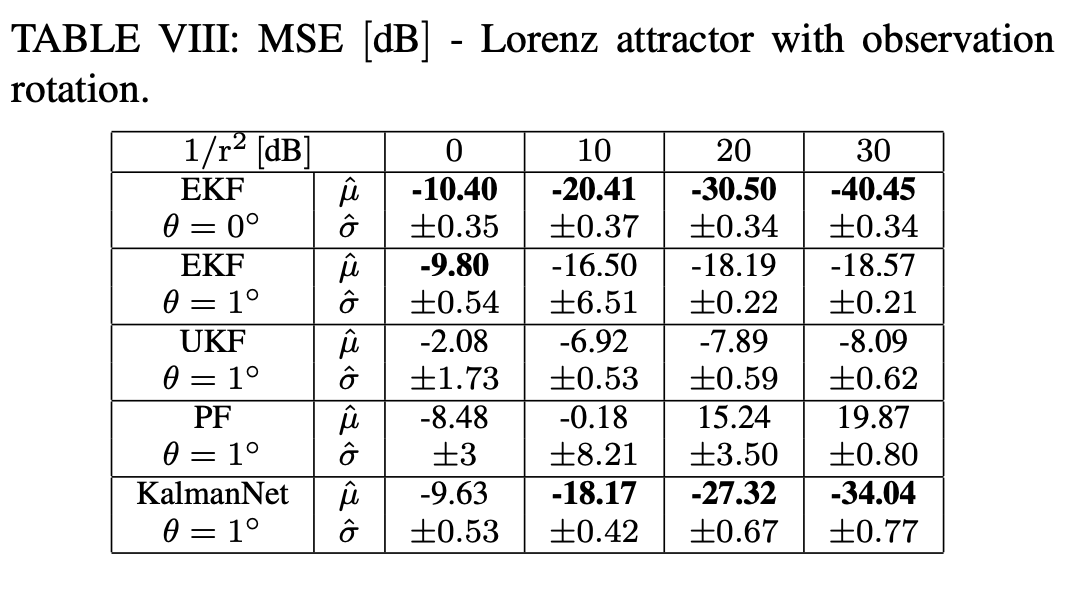 TABLE VIII: MSE [dB] - Lorenz attractor with observation
rotation.
1/r² [dB] 0 10 20 30
EKF μ̂ -10.40 -20.41 -30.50 -40.45
θ = 0° σ̂ ±0.35 ±0.37 ±0.34 ±0.34
EKF μ̂ -9.80 -16.50 -18.19 -18.57
θ = 1° σ̂ ±0.54 ±6.51 ±0.22 ±0.21
UKF μ̂ -2.08 -6.92 -7.89 -8.09
θ = 1° σ̂ ±1.73 ±0.53 ±0.59 ±0.62
PF μ̂ -8.48 -0.18 15.24 19.87
θ = 1° σ̂ ±3 ±8.21 ±3.50 ±0.80
KalmanNet μ̂ -9.63 -18.17 -27.32 -34.04
θ = 1° σ̂ ±0.53 ±0.42 ±0.67 ±0.77